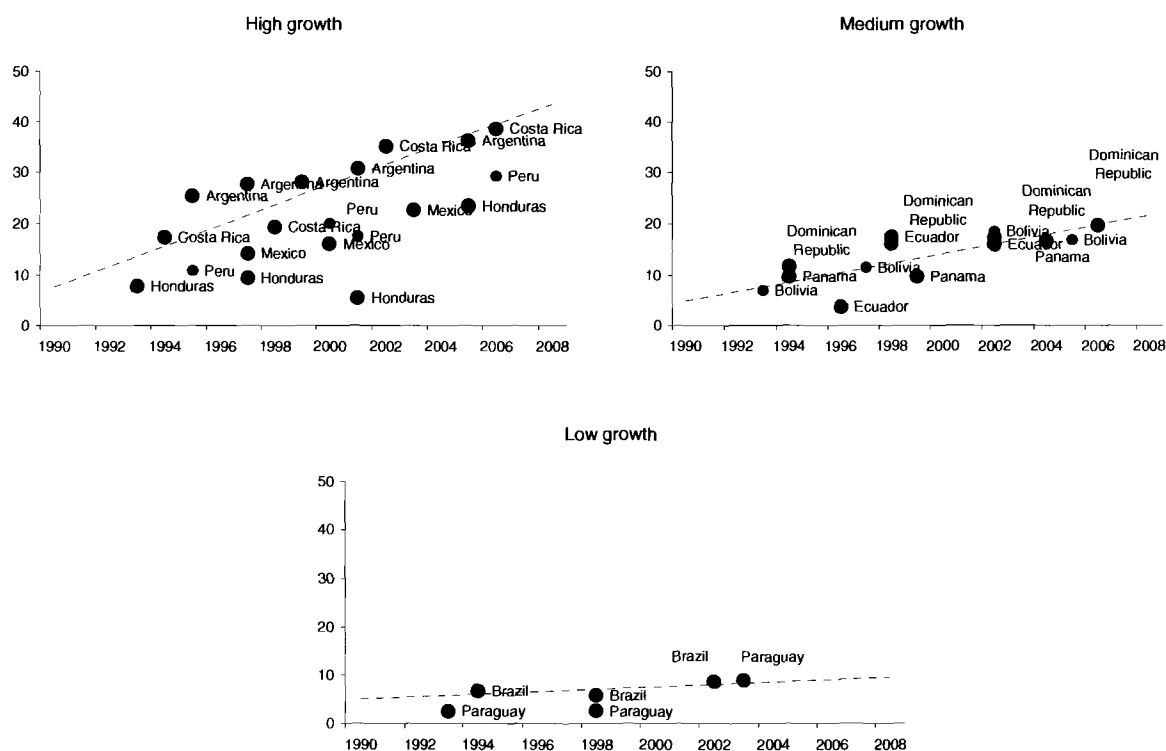 High growth
50
40
30
20
10
0
Costa Rica
Costa Rica
Argentina
Argentina
Argentina
Argentina
Argentina
Peru
Peru
Mexico
Honduras
Costa Rica
Costa Rica
Peru
Mexico
Mexico
Peru
Honduras
Honduras
Honduras
1990 1992 1994 1996 1998 2000 2002 2004 2006 2008
Medium growth
50
40
30
20
10
0
Dominican
Republic
Dominican
Republic
Dominican
Republic
Dominican
Republic
Ecuador
Bolivia
Ecuador
Bolivia
Panama
Panama
Bolivia
Panama
Bolivia
Ecuador
1990 1992 1994 1996 1998 2000 2002 2004 2006 2008
Low growth
50
40
30
20
10
0
Brazil Paraguay
Brazil
Brazil
Paraguay
Paraguay
1990 1992 1994 1996 1998 2000 2002 2004 2006 2008